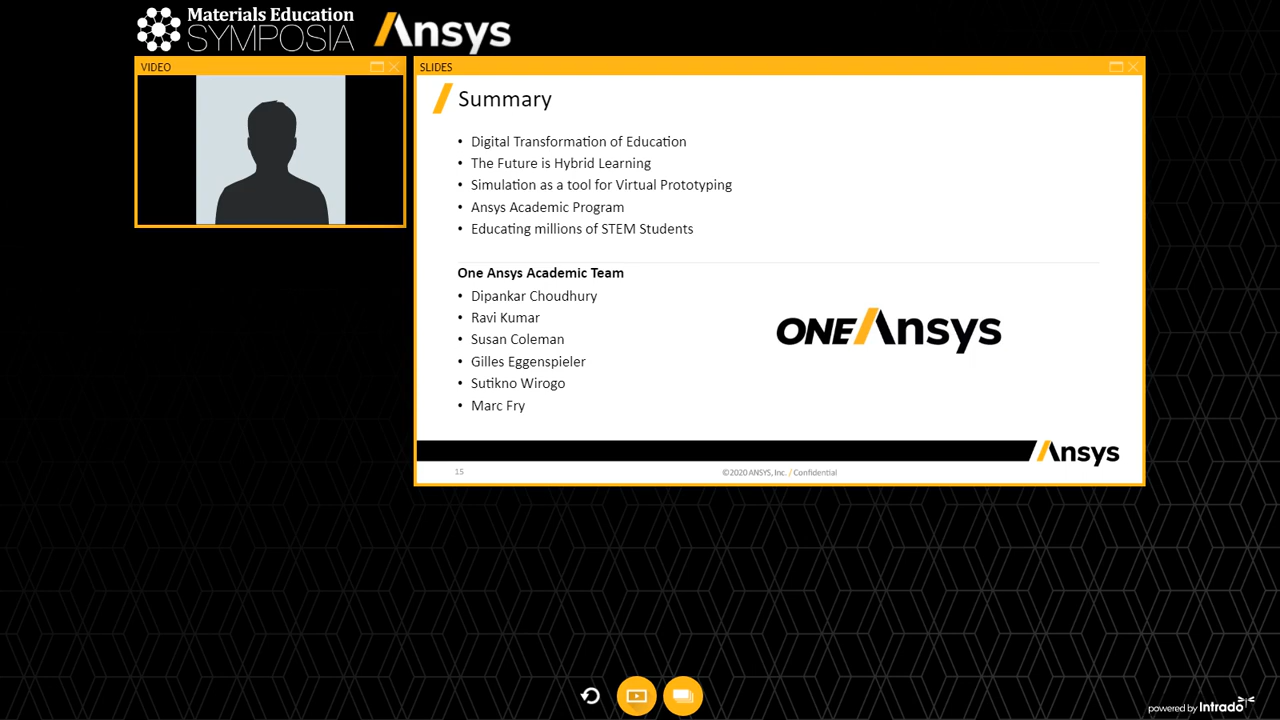 Materials Education
SYMPOSIA
Ansys
VIDEO
SLIDES
Summary
• Digital Transformation of Education
• The Future is Hybrid Learning
• Simulation as a tool for Virtual Prototyping
• Ansys Academic Program
• Educating millions of STEM Students
One Ansys Academic Team
• Dipankar Choudhury
• Ravi Kumar
• Susan Coleman
• Gilles Eggenspieler
• Sutikno Wirogo
• Marc Fry
ONE Ansys
Ansys
15
©2020 ANSYS, Inc. / Confidential
powered by Intrado